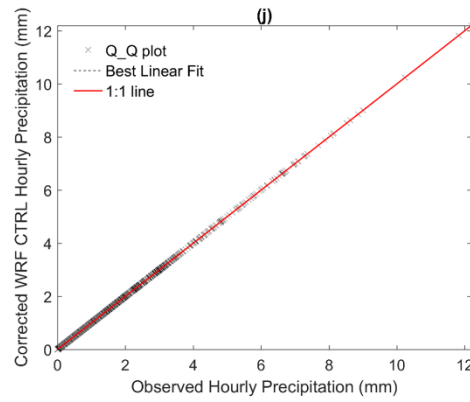 (j)
Q_Q plot
Best Linear Fit
1:1 line
Corrected WRF CTRL Hourly Precipitation (mm)
12
10
8
6
4
2
0
0
2
4
6
8
10
12
Observed Hourly Precipitation (mm)